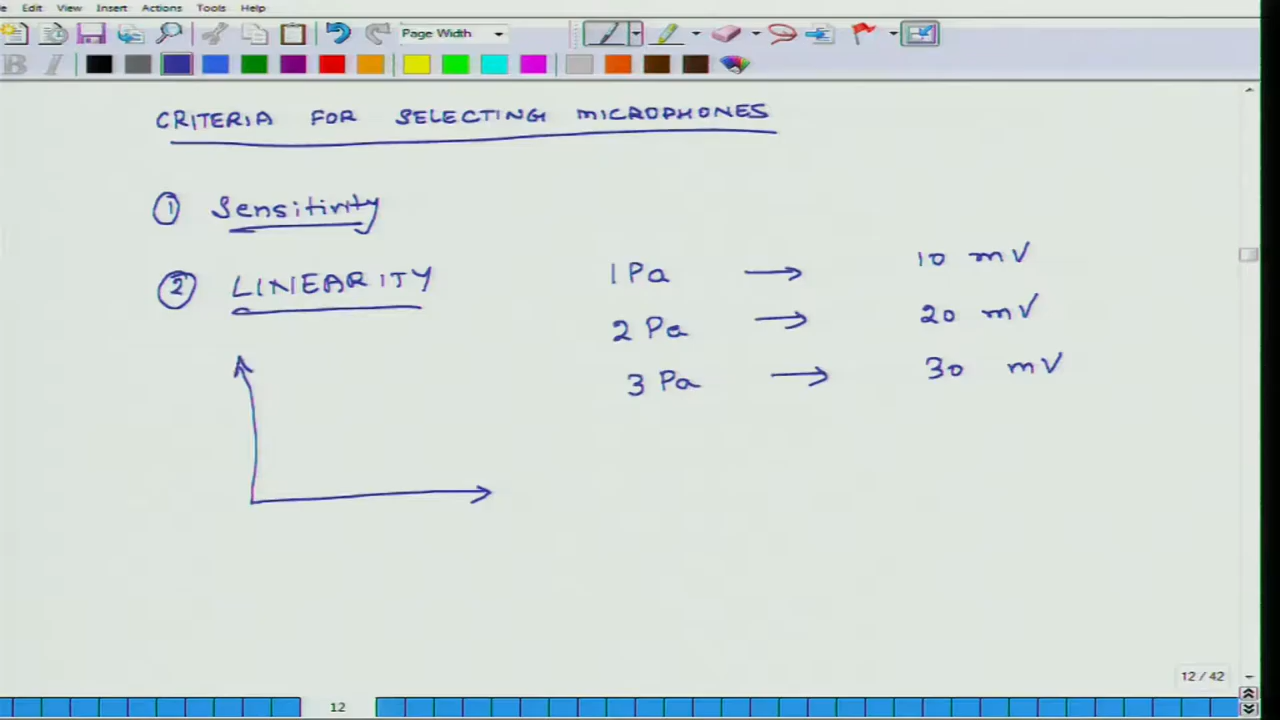 Edit View Insert Actions Tools Help
Page Width
B I
CRITERIA FOR SELECTING MICROPHONES
① Sensitivity
② LINEARITY
1 Pa → 10 mV
2 Pa → 20 mV
3 Pa → 30 mV
12 / 42
12